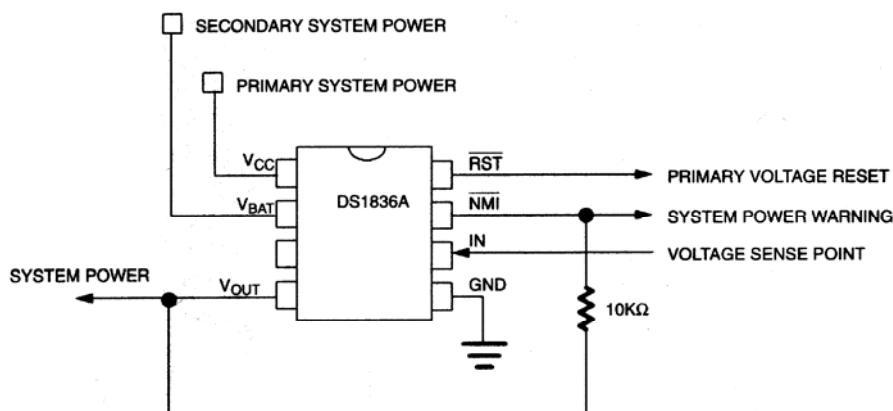 SECONDARY SYSTEM POWER
PRIMARY SYSTEM POWER
VCC
RST
PRIMARY VOLTAGE RESET
VBAT
DS1836A
NMI
SYSTEM POWER WARNING
IN
VOLTAGE SENSE POINT
SYSTEM POWER
VOUT
GND
10KΩ